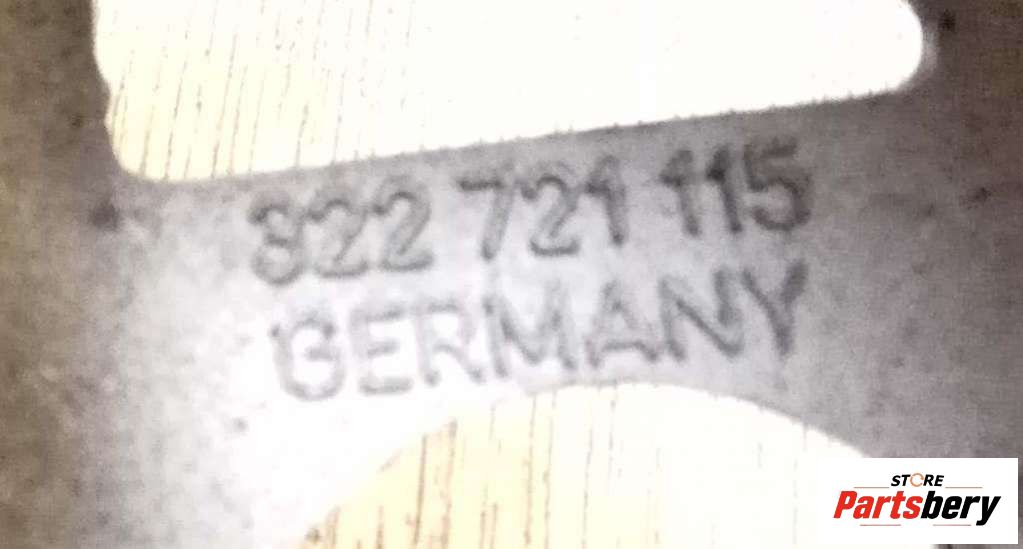 322 721 115
GERMANY
STORE
Partsbery